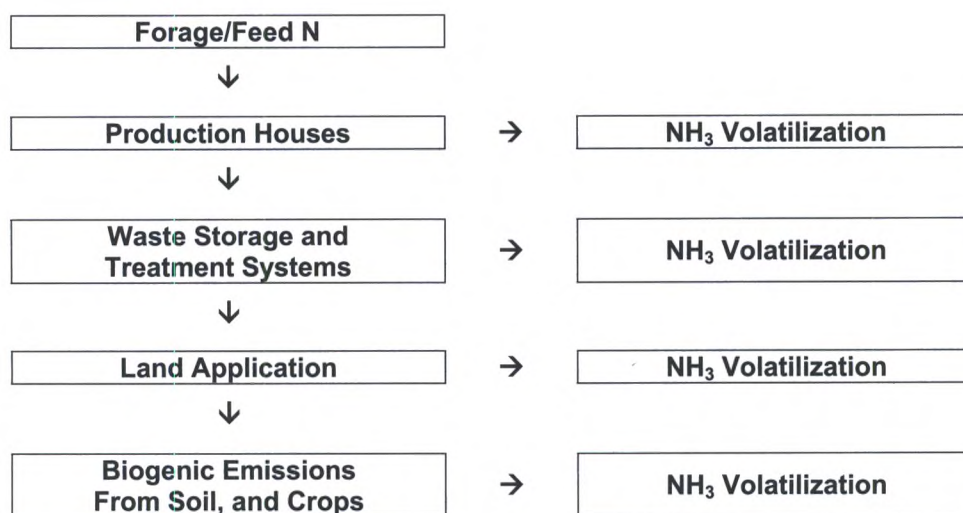 Forage/Feed N
↓
Production Houses → NH₃ Volatilization
↓
Waste Storage and
Treatment Systems → NH₃ Volatilization
↓
Land Application → NH₃ Volatilization
↓
Biogenic Emissions
From Soil, and Crops → NH₃ Volatilization